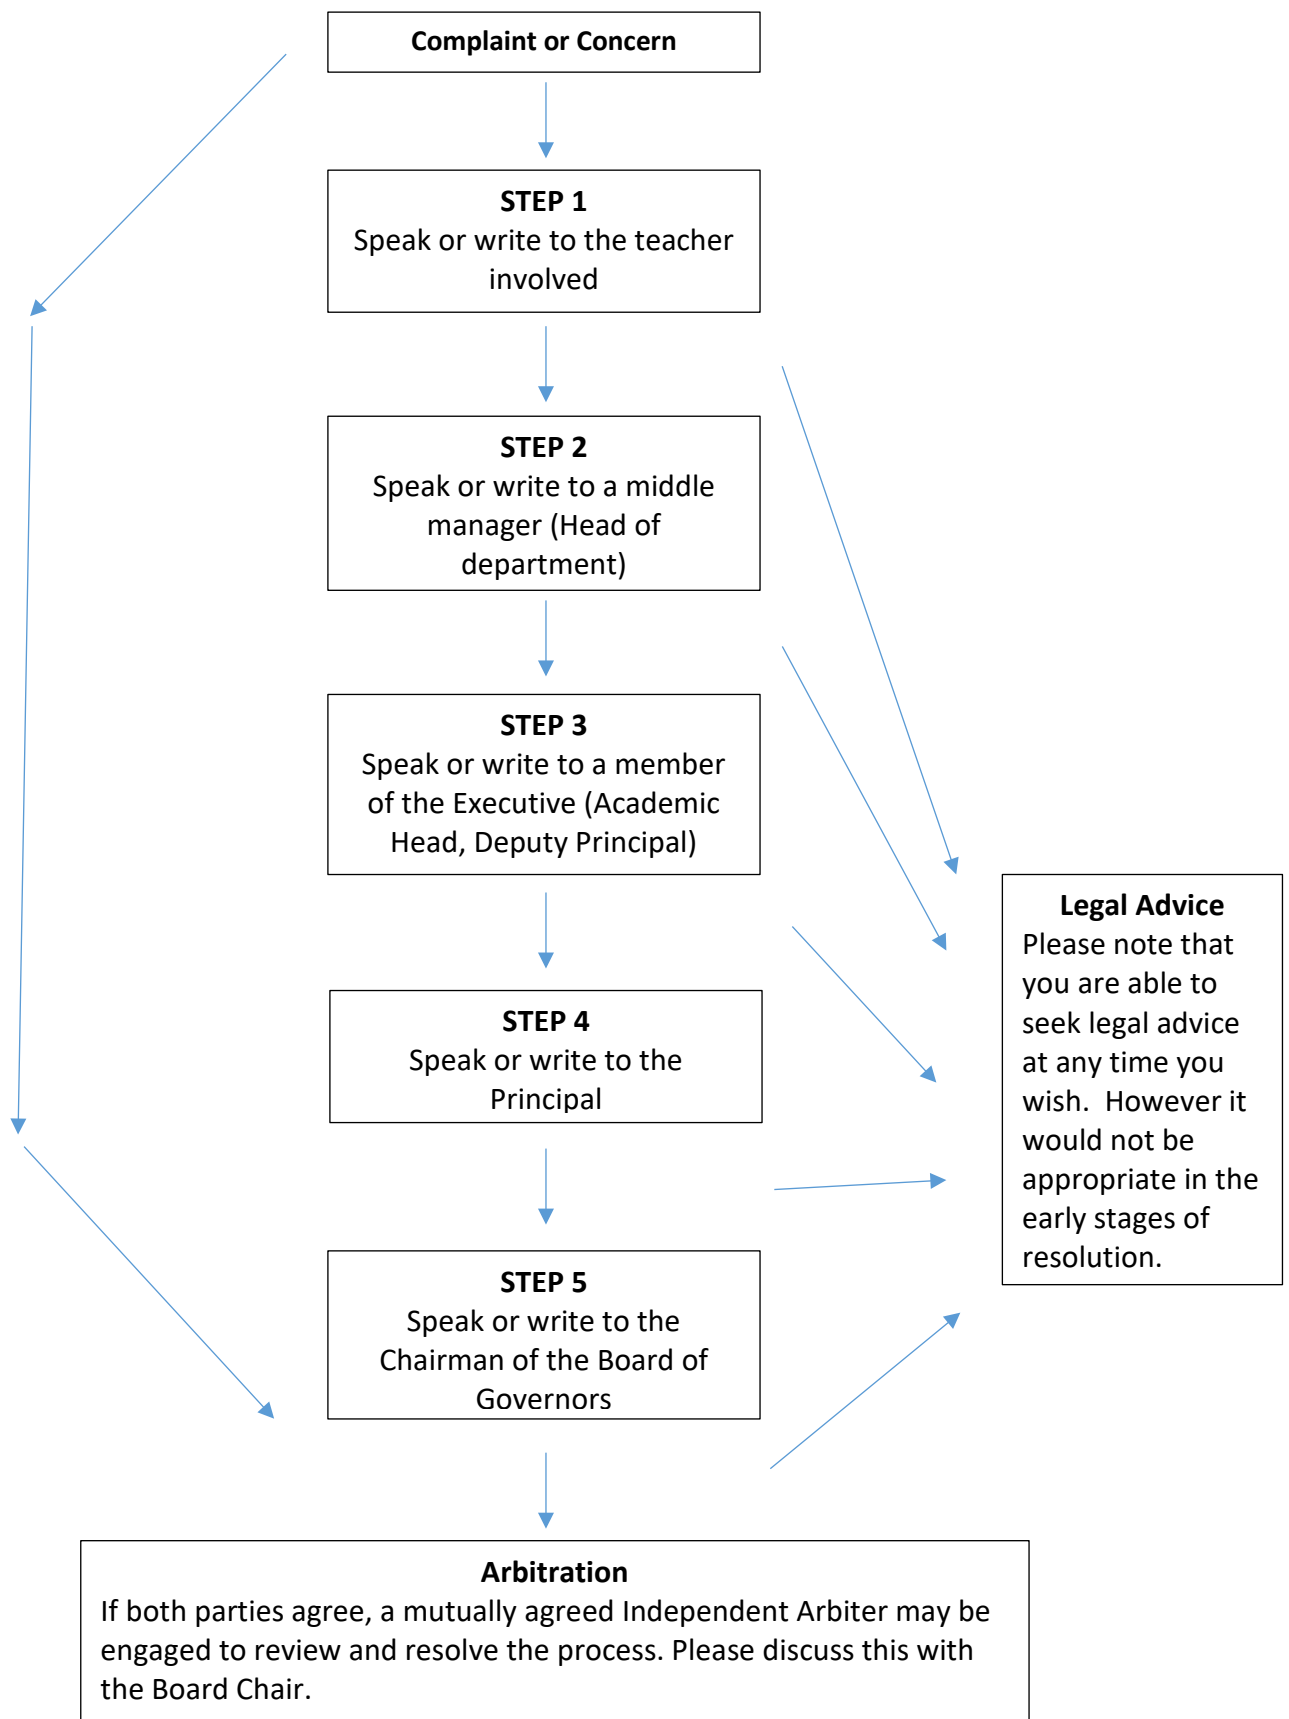 Complaint or Concern
STEP 1
Speak or write to the teacher
involved
STEP 2
Speak or write to a middle
manager (Head of
department)
STEP 3
Speak or write to a member
of the Executive (Academic
Head, Deputy Principal)
STEP 4
Speak or write to the
Principal
STEP 5
Speak or write to the
Chairman of the Board of
Governors
Legal Advice
Please note that
you are able to
seek legal advice
at any time you
wish.  However it
would not be
appropriate in the
early stages of
resolution.
Arbitration
If both parties agree, a mutually agreed Independent Arbiter may be
engaged to review and resolve the process. Please discuss this with
the Board Chair.